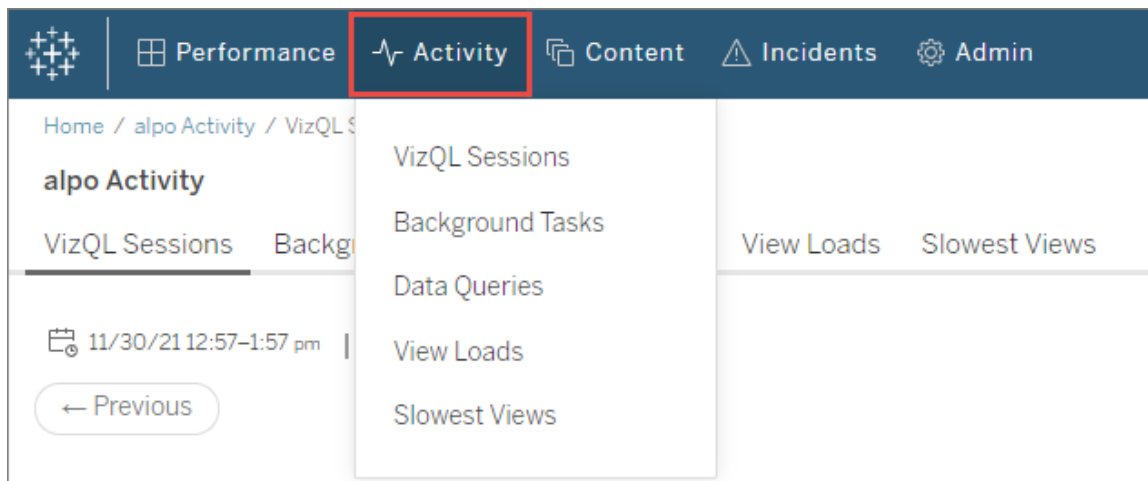 Performance Activity Content Incidents Admin
Home / alpo Activity / VizQL S
alpo Activity
VizQL Sessions Backg View Loads Slowest Views
11/30/21 12:57–1:57 pm |
← Previous
VizQL Sessions
Background Tasks
Data Queries
View Loads
Slowest Views